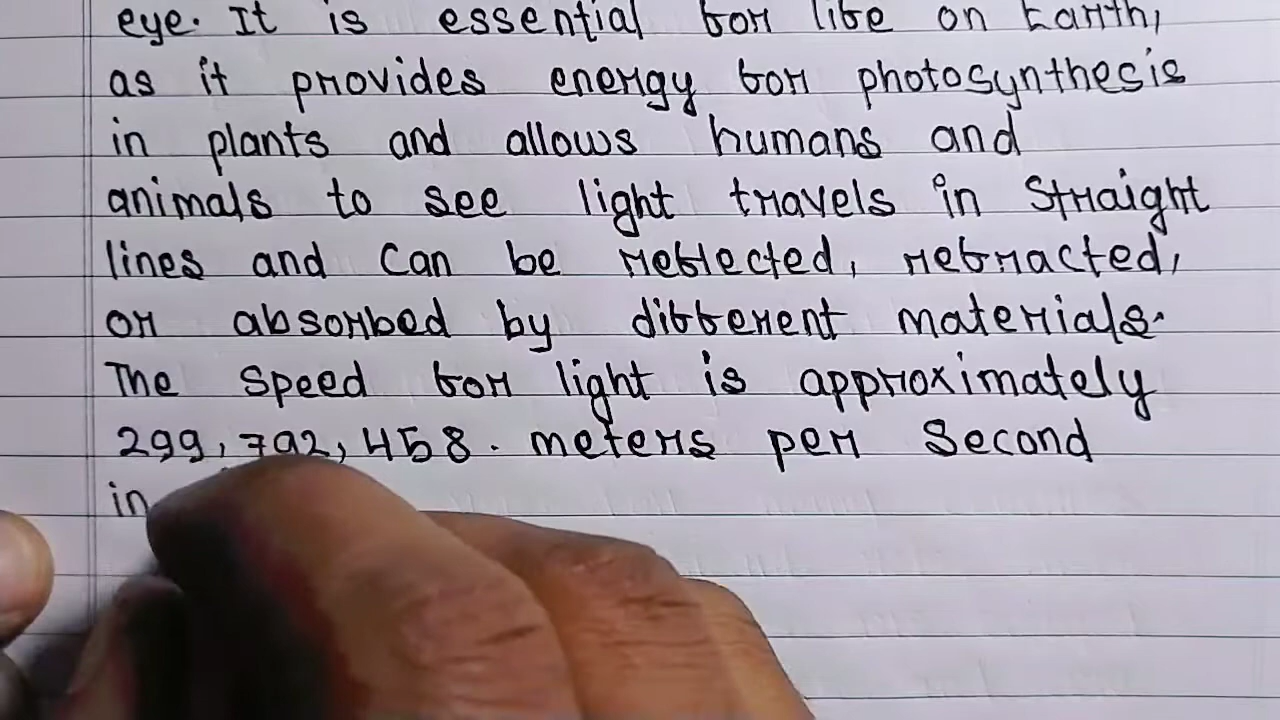 eye. It is essential for life on Earth,
as it provides energy for photosynthesis
in plants and allows humans and
animals to see light travels in straight
lines and can be reflected, refracted,
or absorbed by different materials.
The speed for light is approximately
299,792,458. meters per second
in